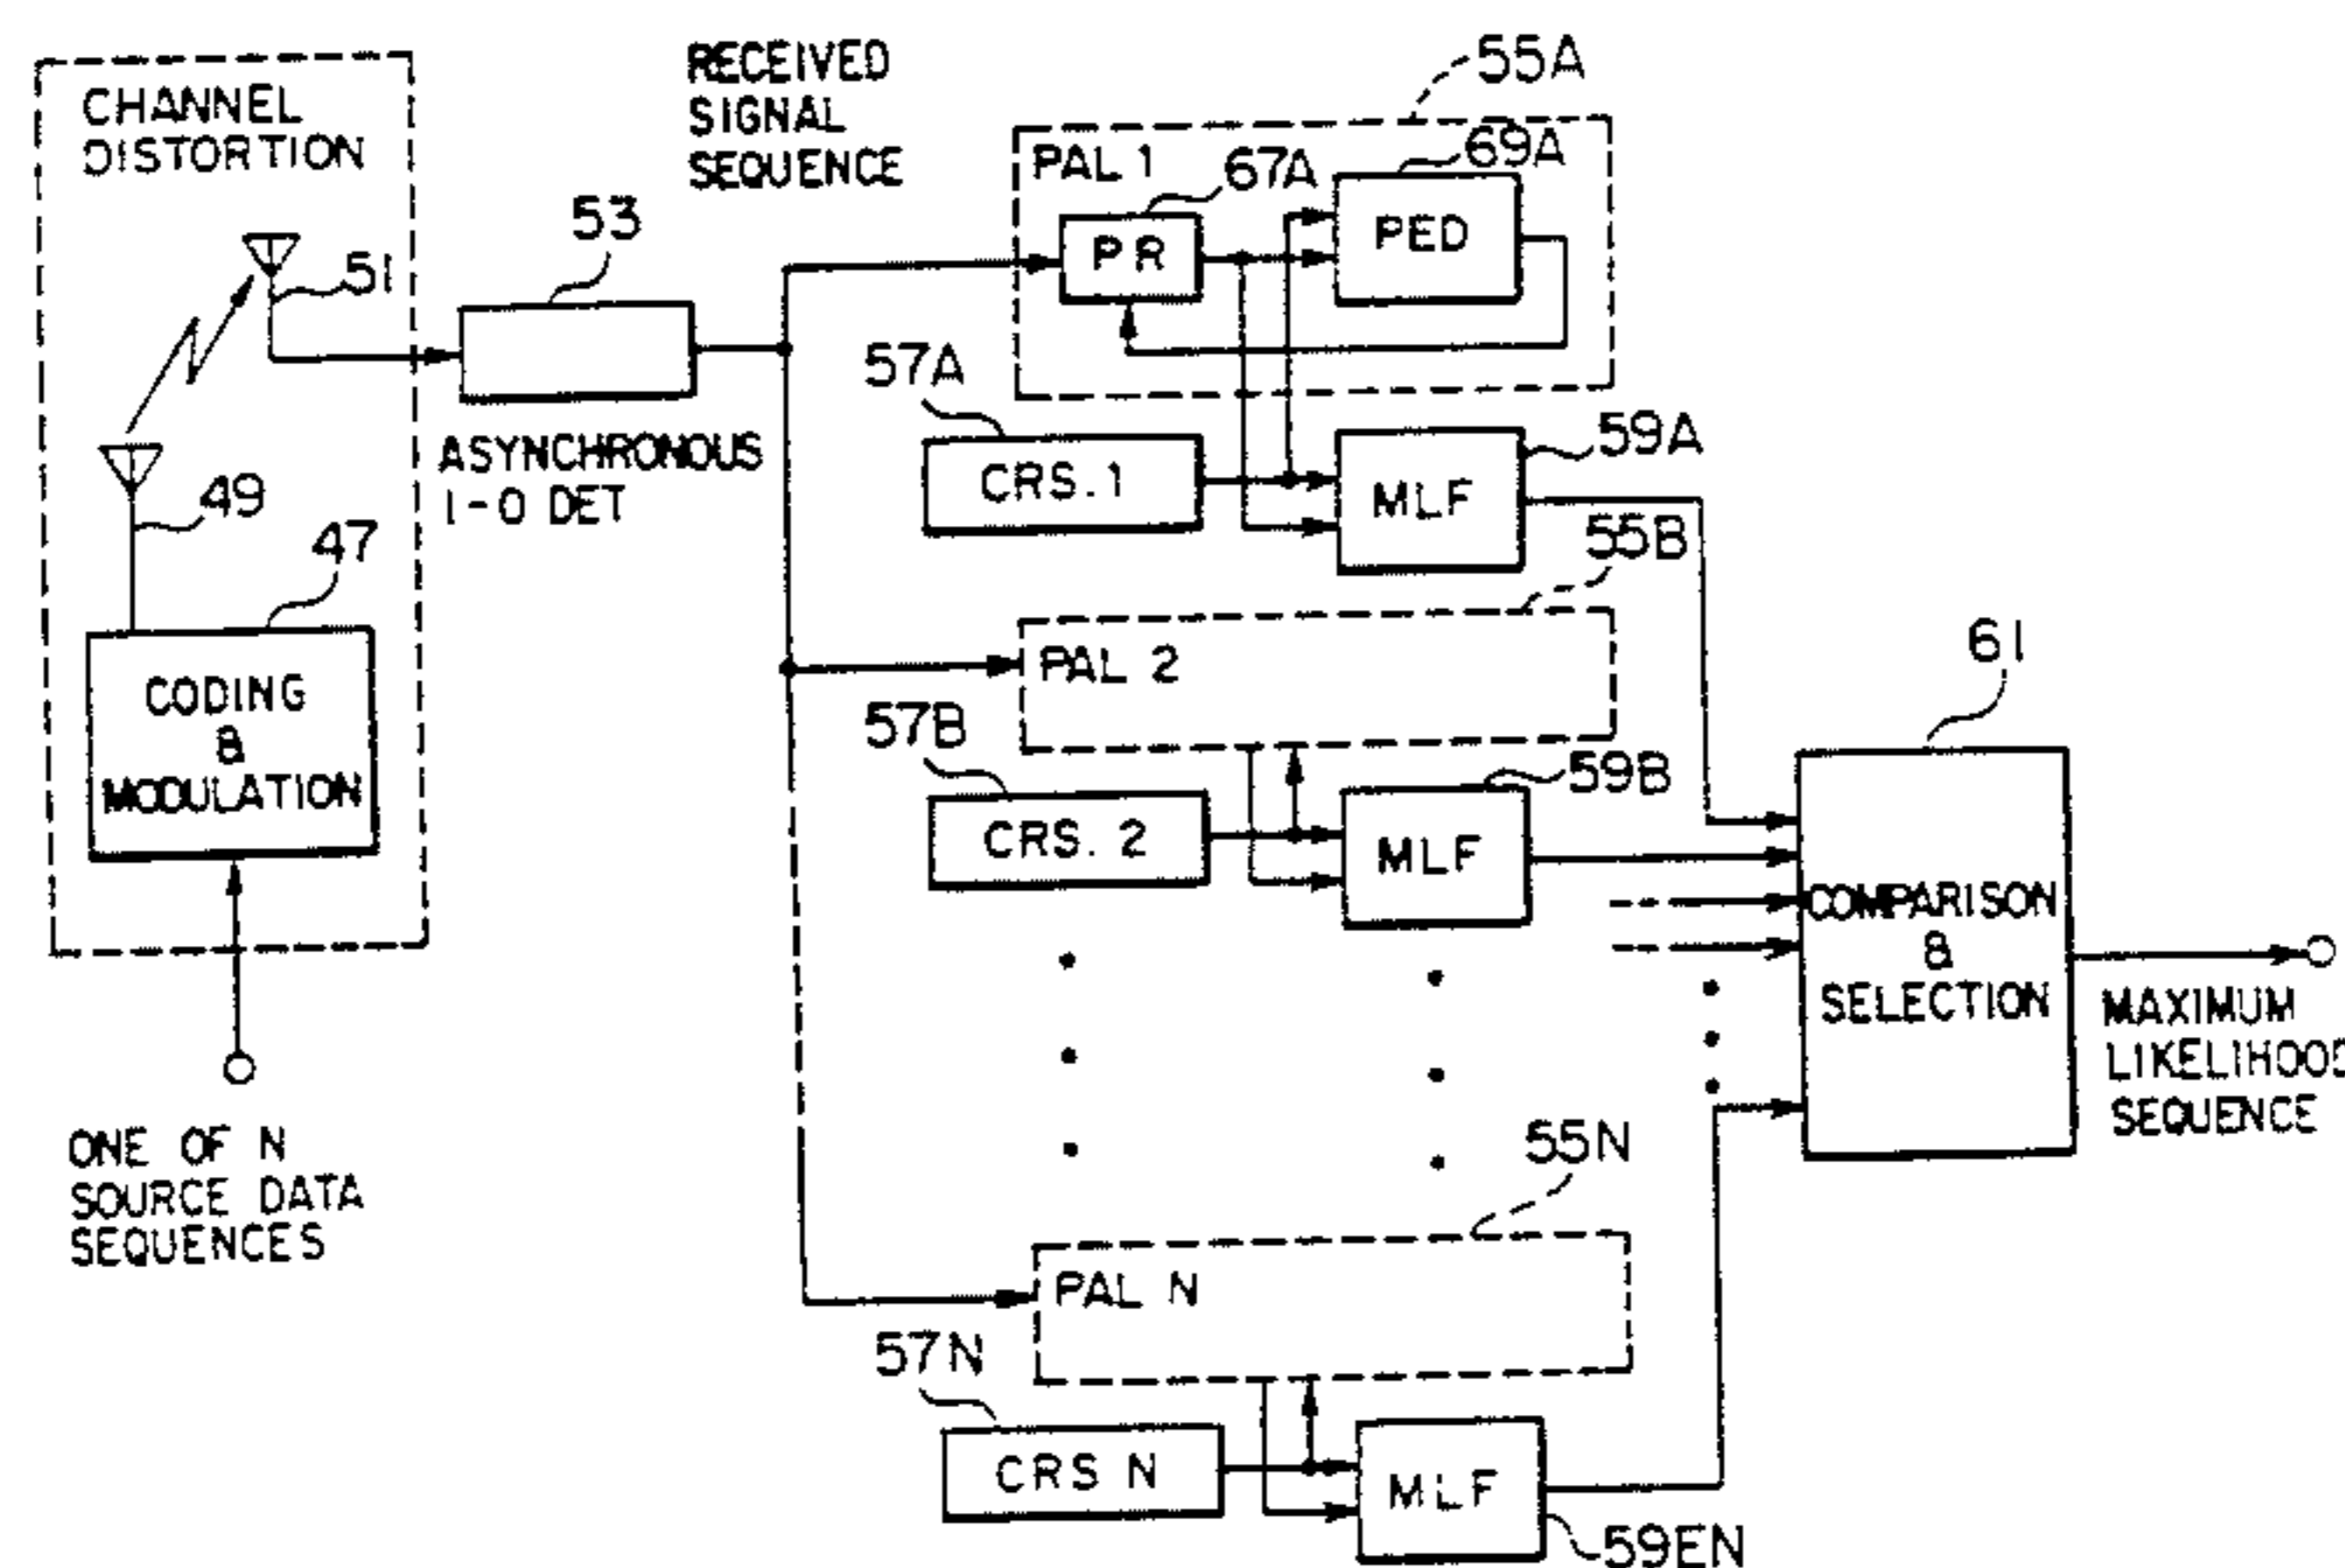 CHANNEL
DISTORTION
51
49
47
CODING
&
MODULATION
ONE OF N
SOURCE DATA
SEQUENCES
53
ASYNCHRONOUS
1-0 DET
RECEIVED
SIGNAL
SEQUENCE
55A
PAL 1
67A
69A
PR
PED
57A
CRS. 1
59A
MLF
55B
PAL 2
57B
CRS. 2
59B
MLF
55N
PAL N
57N
CRS N
MLF
59EN
61
COMPARISON
&
SELECTION
MAXIMUM
LIKELIHOOD
SEQUENCE